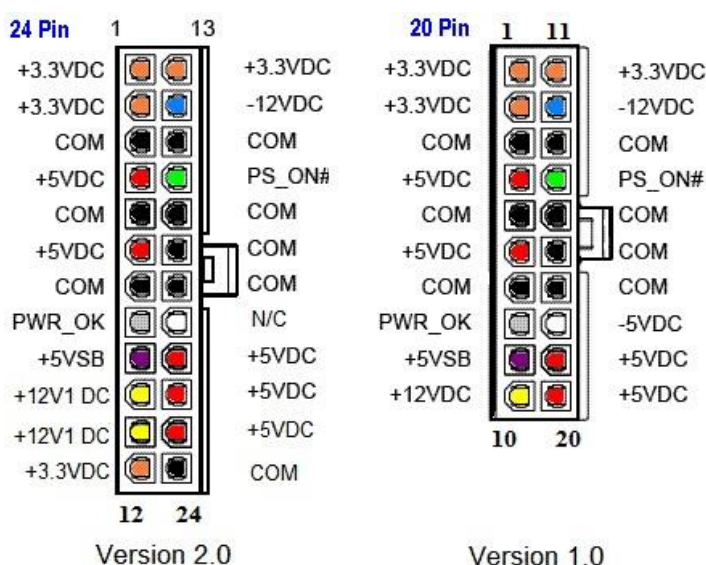 24 Pin 1 13
+3.3VDC +3.3VDC
+3.3VDC -12VDC
COM COM
+5VDC PS_ON#
COM COM
+5VDC COM
COM COM
PWR_OK N/C
+5VSB +5VDC
+12V1 DC +5VDC
+12V1 DC +5VDC
+3.3VDC COM
12 24
Version 2.0
20 Pin 1 11
+3.3VDC +3.3VDC
+3.3VDC -12VDC
COM COM
+5VDC PS_ON#
COM COM
+5VDC COM
COM COM
PWR_OK -5VDC
+5VSB +5VDC
+12VDC +5VDC
10 20
Version 1.0